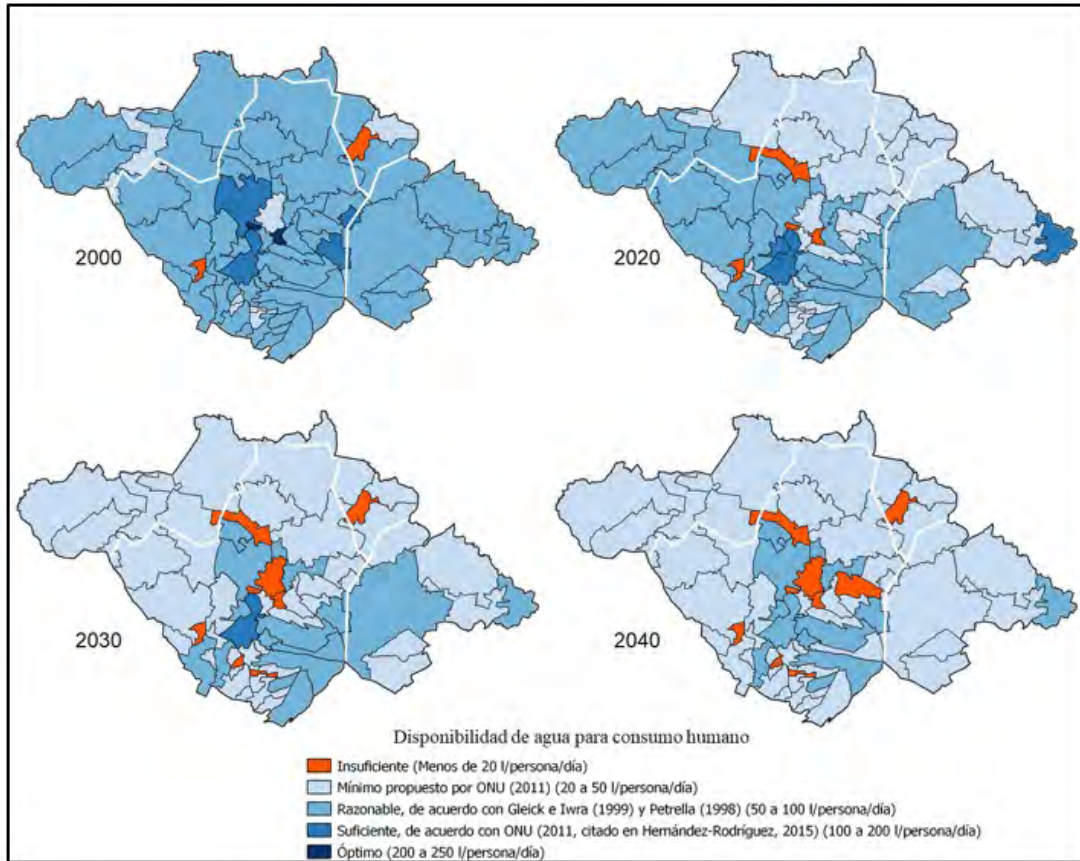 2000
2020
2030
2040
Disponibilidad de agua para consumo humano
Insuficiente (Menos de 20 l/persona/día)
Mínimo propuesto por ONU (2011) (20 a 50 l/persona/día)
Razonable, de acuerdo con Gleick e Iwra (1999) y Petrella (1998) (50 a 100 l/persona/día)
Suficiente, de acuerdo con ONU (2011, citado en Hernández-Rodríguez, 2015) (100 a 200 l/persona/día)
Óptimo (200 a 250 l/persona/día)